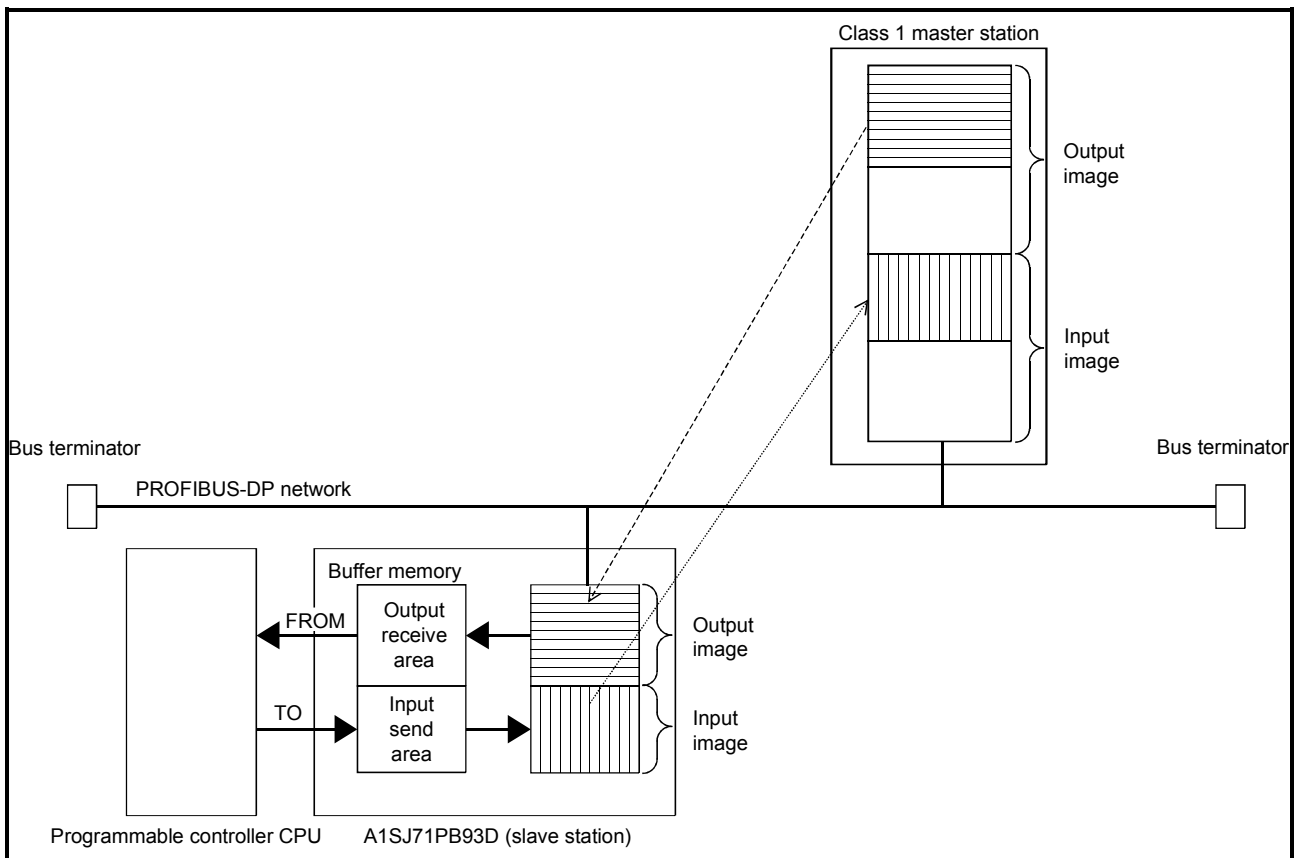 Class 1 master station
Output
image
Input
image
Bus terminator
Bus terminator
PROFIBUS-DP network
Buffer memory
FROM
Output
receive
area
Output
image
TO
Input
send
area
Input
image
Programmable controller CPU
A1SJ71PB93D (slave station)